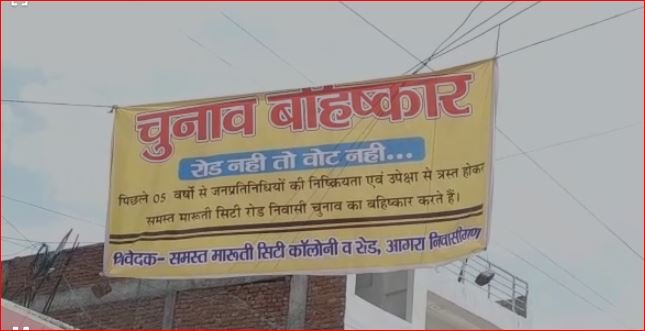 चुनाव बहिष्कार
रोड नही तो वोट नही...
पिछले 05 वर्षो से जनप्रतिनिधियों की निष्क्रियता एवं उपेक्षा से त्रस्त होकर
समस्त मारूती सिटी रोड निवासी चुनाव का बहिष्कार करते हैं।
निवेदक- समस्त मारूती सिटी कॉलोनी व रोड, आगरा निवासीगण